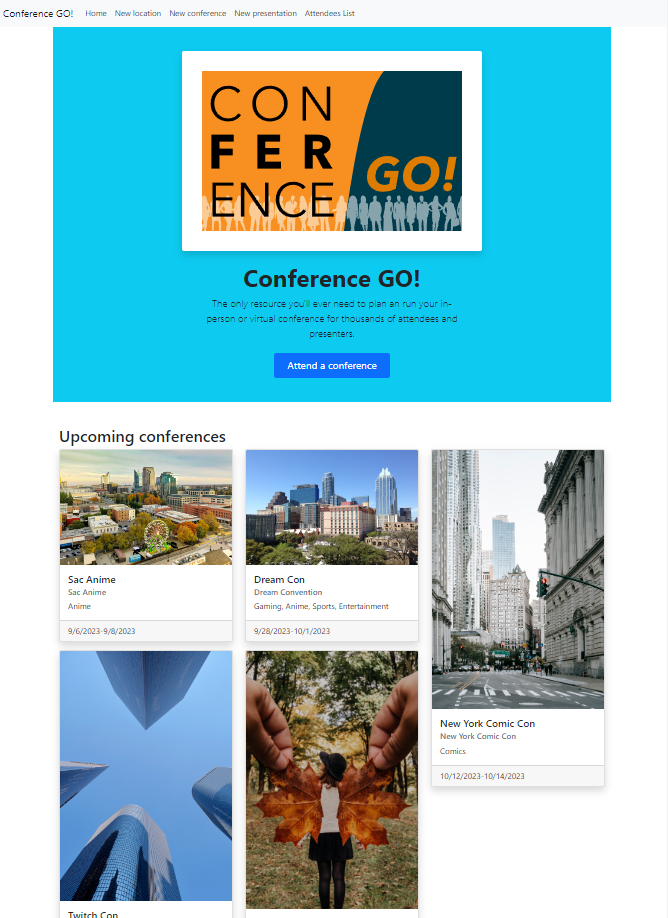 Conference GO! Home New location New conference New presentation Attendees List
CON
FER
ENCE
GO!
Conference GO!
The only resource you'll ever need to plan an run your in-
person or virtual conference for thousands of attendees and
presenters.
Attend a conference
Upcoming conferences
Sac Anime
Sac Anime
Anime
9/6/2023-9/8/2023
Dream Con
Dream Convention
Gaming, Anime, Sports, Entertainment
9/28/2023-10/1/2023
New York Comic Con
New York Comic Con
Comics
10/12/2023-10/14/2023
Twitch Con